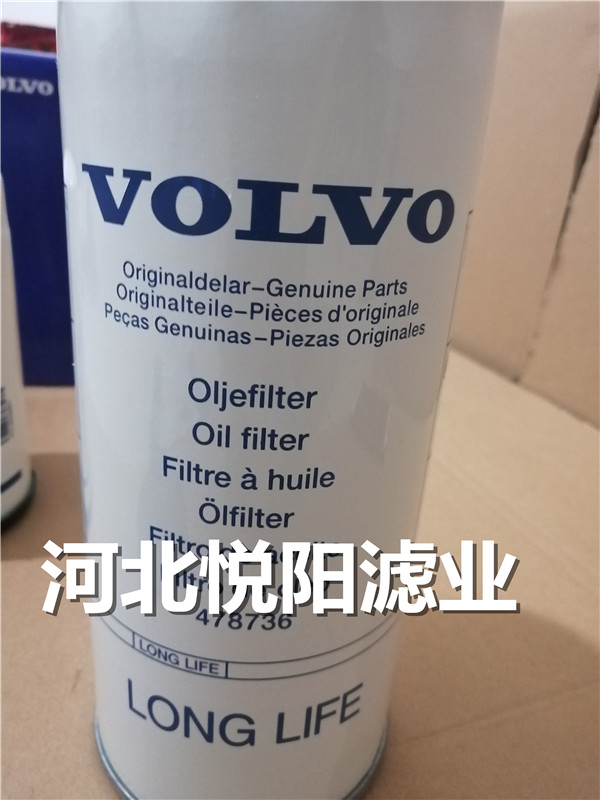 VOLVO
VOLVO
Originaldelar–Genuine Parts
Originalteile–Pièces d'originale
Peças Genuinas–Piezas Originales
Oljefilter
Oil filter
Filtre à huile
Ölfilter
河北悦阳滤业
478736
LONG LIFE
LONG LIFE